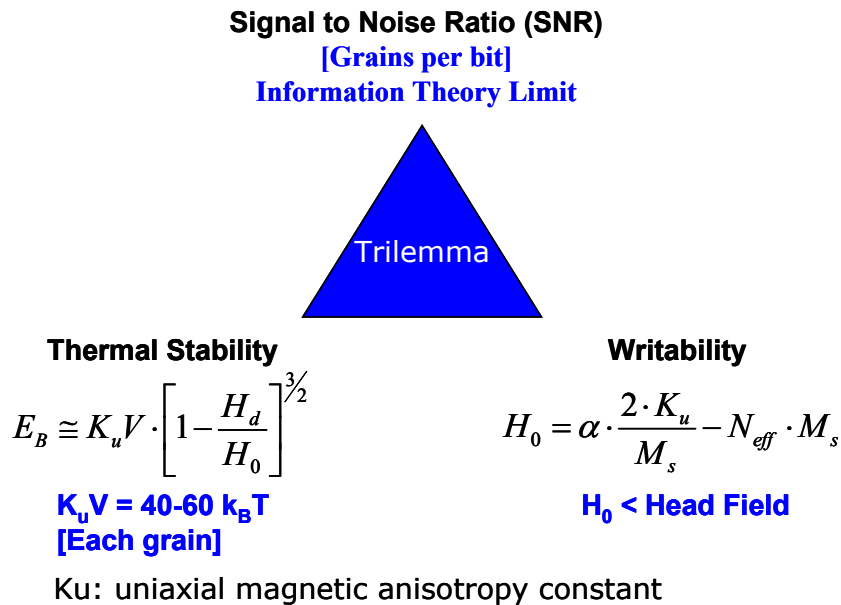 Signal to Noise Ratio (SNR)
[Grains per bit]
Information Theory Limit
Trilemma
Thermal Stability
E_B ≅ K_u V · [1 − H_d / H_0]^{3/2}
K_uV = 40-60 k_BT
[Each grain]
Writability
H_0 = α · 2 · K_u / M_s − N_eff · M_s
H_0 < Head Field
Ku: uniaxial magnetic anisotropy constant